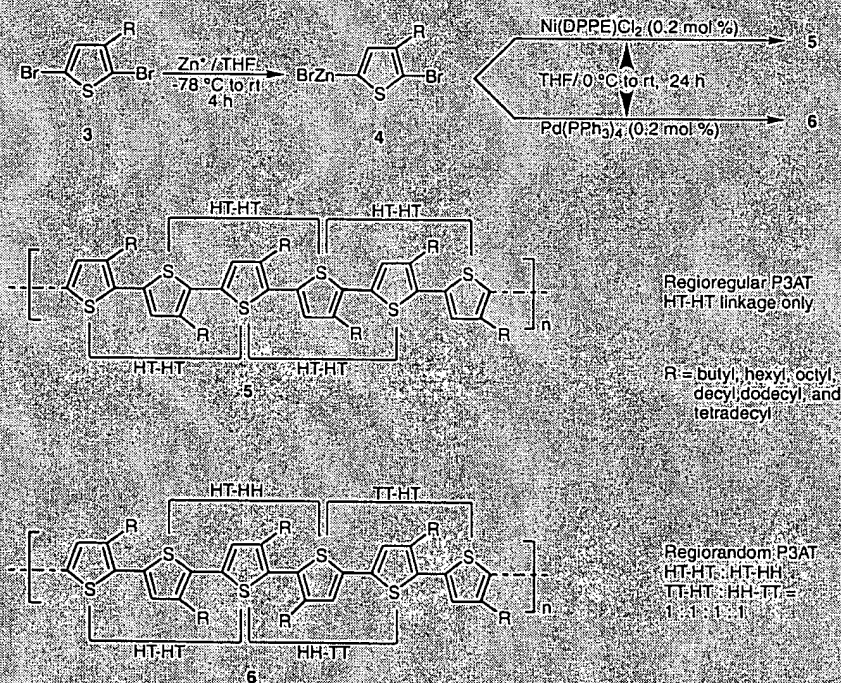 R
R
Ni(DPPE)Cl2 (0.2 mol %)
5
Br
Br
Zn* / THF
BrZn
Br
THF/ 0 °C to rt, 24 h
S
-78 °C to rt
S
4 h
Pd(PPh3)4 (0.2 mol %)
6
3
4
HT-HT
HT-HT
R
R
R
S
S
S
S
S
S
n
R
R
R
HT-HT
HT-HT
5
Regioregular P3AT
HT-HT linkage only
R = butyl, hexyl, octyl,
decyl, dodecyl, and
tetradecyl
HT-HH
TT-HT
R
R
R
S
S
S
S
S
S
n
R
R
R
HT-HT
HH-TT
6
Regiorandom P3AT
HT-HT : HT-HH
TT-HT : HH-TT =
1 : 1 : 1 : 1